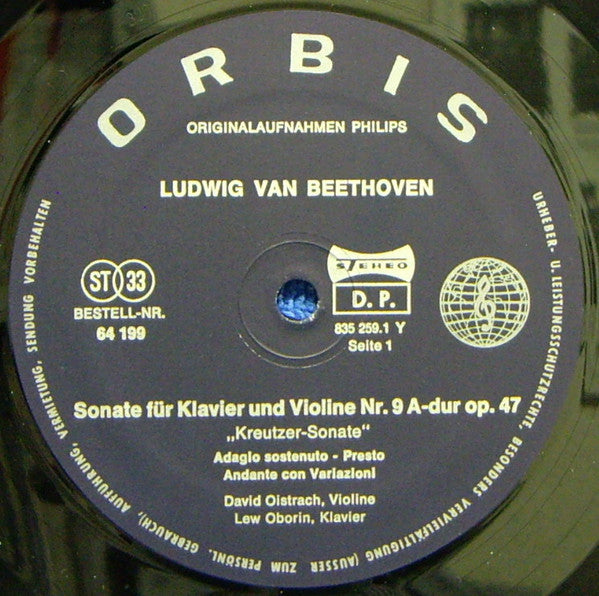 ORBIS
ORIGINALAUFNAHMEN PHILIPS
LUDWIG VAN BEETHOVEN
ST 33
BESTELL-NR.
64 199
STEREO
D. P.
835 259.1 Y
Seite 1
Sonate für Klavier und Violine Nr. 9 A-dur op. 47
„Kreutzer-Sonate“
Adagio sostenuto - Presto
Andante con Variazioni
David Oistrach, Violine
Lew Oborin, Klavier
URHEBER- U. LEISTUNGSSCHUTZRECHTE, BESONDERS VERVIELFÄLTIGUNG (AUSSER ZUM PERSÖNL. GEBRAUCH), AUFFÜHRUNG, VERMIETUNG, SENDUNG VORBEHALTEN